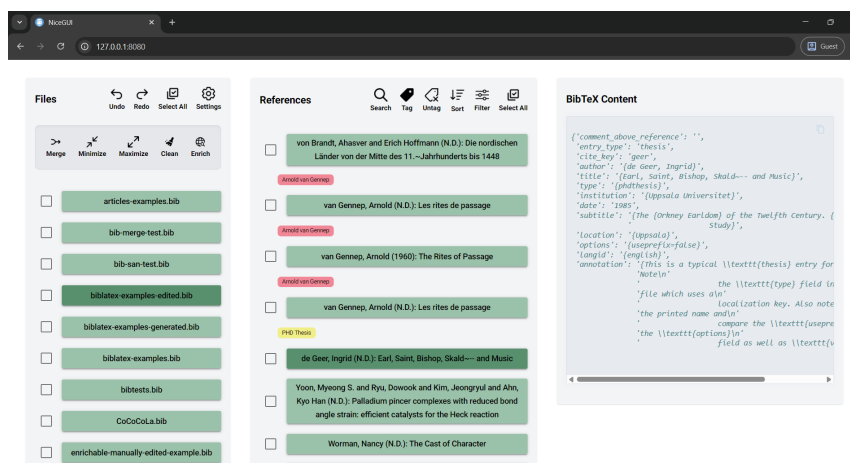 NiceGUI
127.0.0.1:8080
Guest
Files
Undo Redo Select All Settings
Merge Minimize Maximize Clean Enrich
articles-examples.bib
bib-merge-test.bib
bib-san-test.bib
biblatex-examples-edited.bib
biblatex-examples-generated.bib
biblatex-examples.bib
bibtests.bib
CoCoCoLa.bib
enrichable-manually-edited-example.bib
References
Search Tag Untag Sort Filter Select All
von Brandt, Ahasver and Erich Hoffmann (N.D.): Die nordischen
Länder von der Mitte des 11.~Jahrhunderts bis 1448
Arnold van Gennep
van Gennep, Arnold (N.D.): Les rites de passage
Arnold van Gennep
van Gennep, Arnold (1960): The Rites of Passage
Arnold van Gennep
van Gennep, Arnold (N.D.): Les rites de passage
PHD Thesis
de Geer, Ingrid (N.D.): Earl, Saint, Bishop, Skald~-- and Music
Yoon, Myeong S. and Ryu, Dowook and Kim, Jeongryul and Ahn,
Kyo Han (N.D.): Palladium pincer complexes with reduced bond
angle strain: efficient catalysts for the Heck reaction
Worman, Nancy (N.D.): The Cast of Character
BibTeX Content
{'comment_above_reference': '',
'entry_type': 'thesis',
'cite_key': 'geer',
'author': '{de Geer, Ingrid}',
'title': '{Earl, Saint, Bishop, Skald~-- and Music}',
'type': '{phdthesis}',
'institution': '{Uppsala Universitet}',
'date': '1985',
'subtitle': '{The {Orkney Earldom} of the Twelfth Century. {
' Study}',
'location': '{Uppsala}',
'options': '{useprefix=false}',
'langid': '{english}',
'annotation': '{This is a typical \\texttt{thesis} entry for
'Note\n'
' the \\texttt{type} field in
'file which uses a\n'
' localization key. Also note
'the printed name and\n'
' compare the \\texttt{usepre
'the \\texttt{options}\n'
' field as well as \\texttt{v